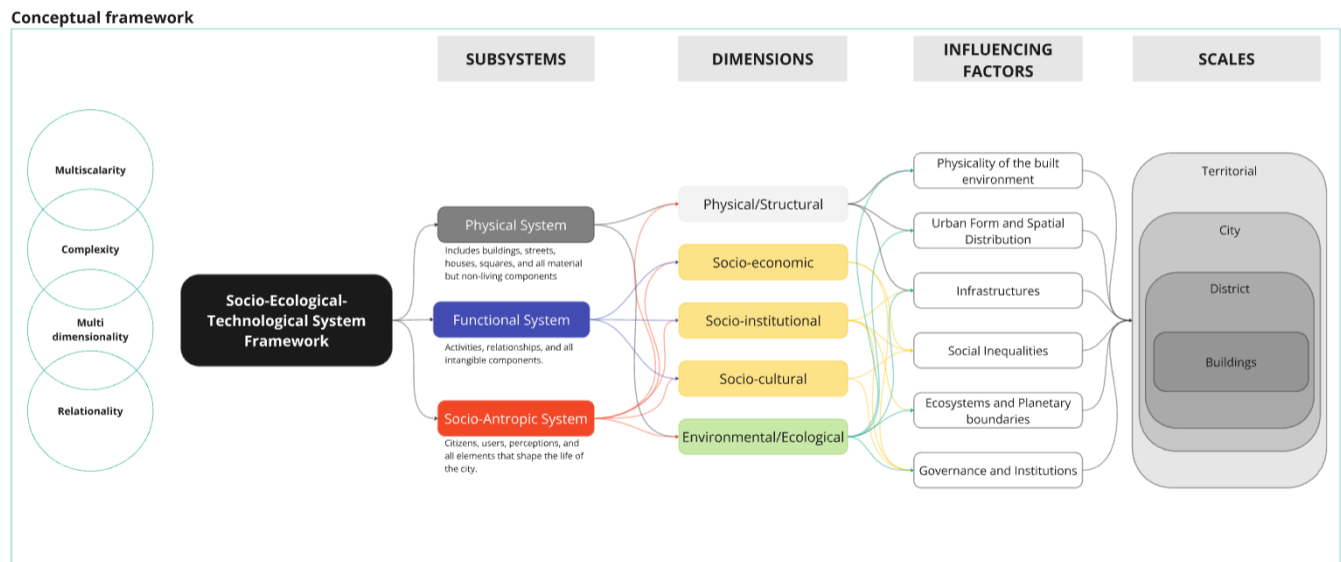 Conceptual framework
SUBSYSTEMS
DIMENSIONS
INFLUENCING
FACTORS
SCALES
Multiscalarity
Complexity
Multi
dimensionality
Relationality
Socio-Ecological-
Technological System
Framework
Physical System
Includes buildings, streets,
houses, squares, and all material
but non-living components
Functional System
Activities, relationships, and all
intangible components.
Socio-Antropic System
Citizens, users, perceptions, and
all elements that shape the life of
the city.
Physical/Structural
Socio-economic
Socio-institutional
Socio-cultural
Environmental/Ecological
Physicality of the built
environment
Urban Form and Spatial
Distribution
Infrastructures
Social Inequalities
Ecosystems and Planetary
boundaries
Governance and Institutions
Territorial
City
District
Buildings